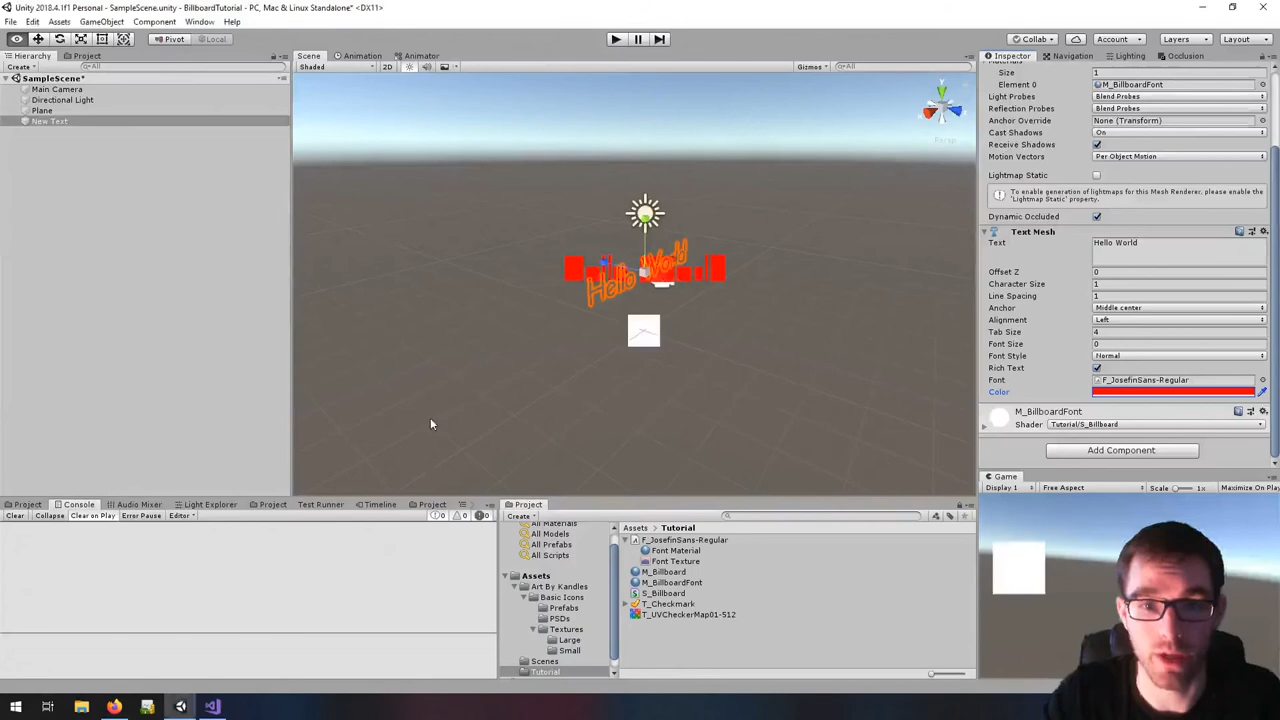 Unity 2018.4.1f1 Personal - SampleScene.unity - BillboardTutorial - PC, Mac & Linux Standalone* <DX11>
File Edit Assets GameObject Component Window Help
Pivot Local Collab Account Layers Layout
Hierarchy Project
Create All
SampleScene*
Main Camera
Directional Light
Plane
New Text
Scene Animation Animator
Shaded 2D Gizmos All
Persp
Hello World
Inspector Navigation Lighting Occlusion
Materials
Size 1
Element 0 M_BillboardFont
Light Probes Blend Probes
Reflection Probes Blend Probes
Anchor Override None (Transform)
Cast Shadows On
Receive Shadows
Motion Vectors Per Object Motion
Lightmap Static
To enable generation of lightmaps for this Mesh Renderer, please enable the
'Lightmap Static' property.
Dynamic Occluded
Text Mesh
Text Hello World
Offset Z 0
Character Size 1
Line Spacing 1
Anchor Middle center
Alignment Left
Tab Size 4
Font Size 0
Font Style Normal
Rich Text
Font F_JosefinSans-Regular
Color
M_BillboardFont
Shader Tutorial/S_Billboard
Add Component
Game
Display 1 Free Aspect Scale 1x Maximize On Play
Project Console Audio Mixer Light Explorer Project Test Runner Timeline Project
Clear Collapse Clear on Play Error Pause Editor 0 0 0
Project
Create
All Materials
All Models
All Prefabs
All Scripts
Assets
Art By Kandles
Basic Icons
Prefabs
PSDs
Textures
Large
Small
Scenes
Tutorial
Assets Tutorial
F_JosefinSans-Regular
Font Material
Font Texture
M_Billboard
M_BillboardFont
S_Billboard
T_Checkmark
T_UVCheckerMap01-512